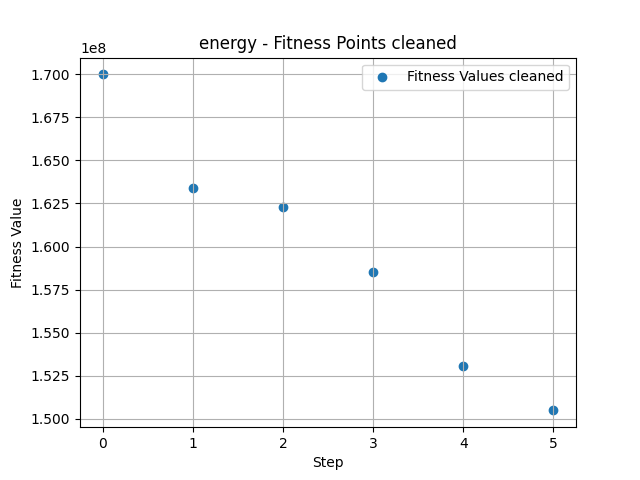 energy - Fitness Points cleaned
1e8
Fitness Values cleaned
1.700
1.675
1.650
1.625
1.600
1.575
1.550
1.525
1.500
Fitness Value
0 1 2 3 4 5
Step